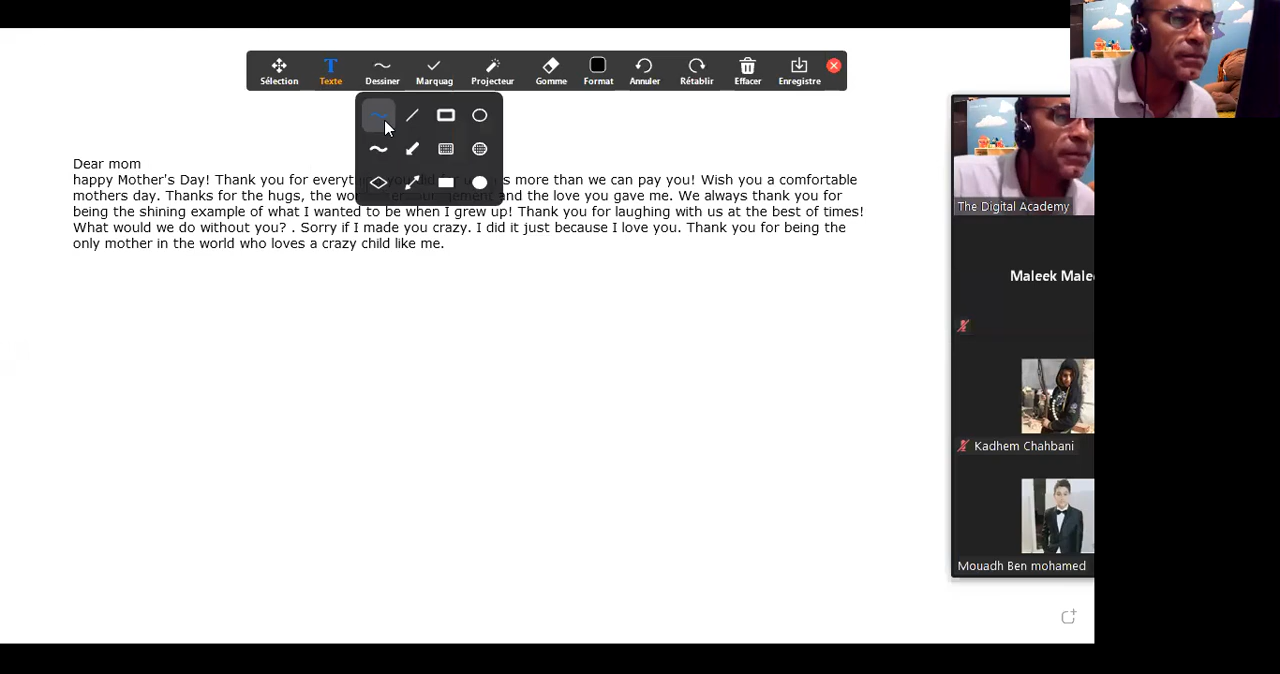 Sélection Texte Dessiner Marquag Projecteur Gomme Format Annuler Rétablir Effacer Enregistre
Dear mom
happy Mother's Day! Thank you for everyt more than we can pay you! Wish you a comfortable
mothers day. Thanks for the hugs, the and the love you gave me. We always thank you for
being the shining example of what I wanted to be when I grew up! Thank you for laughing with us at the best of times!
What would we do without you? . Sorry if I made you crazy. I did it just because I love you. Thank you for being the
only mother in the world who loves a crazy child like me.
The Digital Academy
Maleek Malee
Kadhem Chahbani
Mouadh Ben mohamed